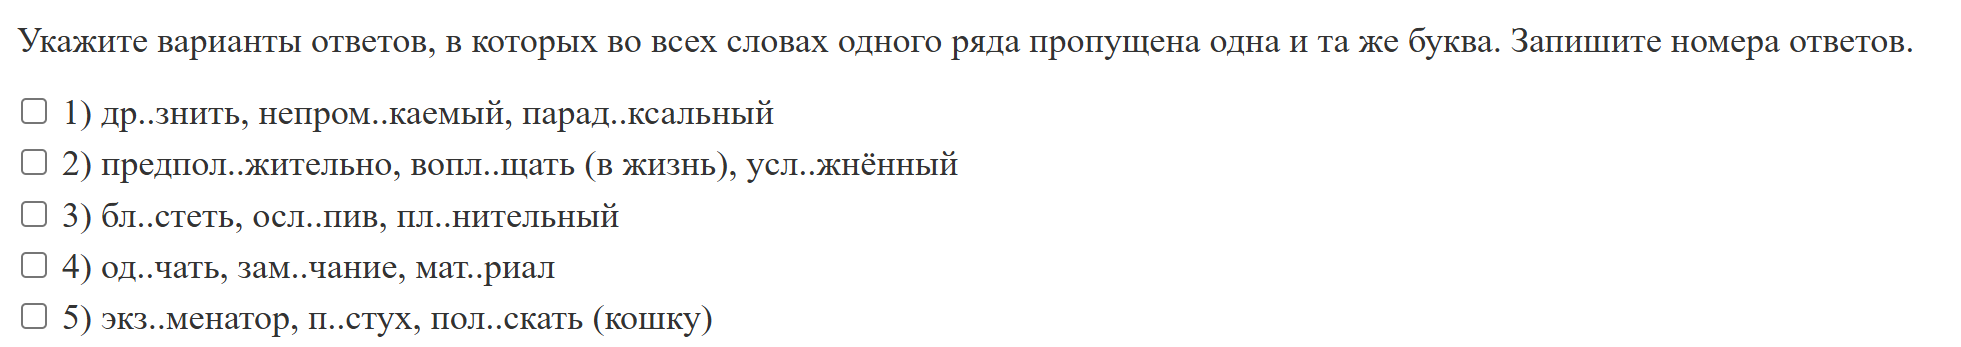 Укажите варианты ответов, в которых во всех словах одного ряда пропущена одна и та же буква. Запишите номера ответов.
1) др..знить, непром..каемый, парад..ксальный
2) предпол..жительно, вопл..щать (в жизнь), усл..жнённый
3) бл..стеть, осл..пив, пл..нительный
4) од..чать, зам..чание, мат..риал
5) экз..менатор, п..стух, пол..скать (кошку)